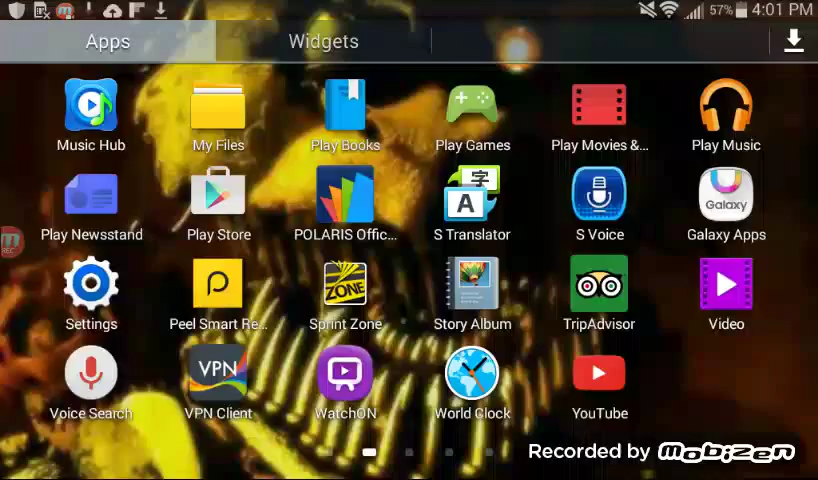 57% 4:01 PM
Apps Widgets
Music Hub My Files Play Books Play Games Play Movies &... Play Music
字
A
Galaxy
Play Newsstand Play Store POLARIS Offic... S Translator S Voice Galaxy Apps
REC
ZONE
Settings Peel Smart Re... Sprint Zone Story Album TripAdvisor Video
VPN
Voice Search VPN Client WatchON World Clock YouTube
Recorded by Mobizen